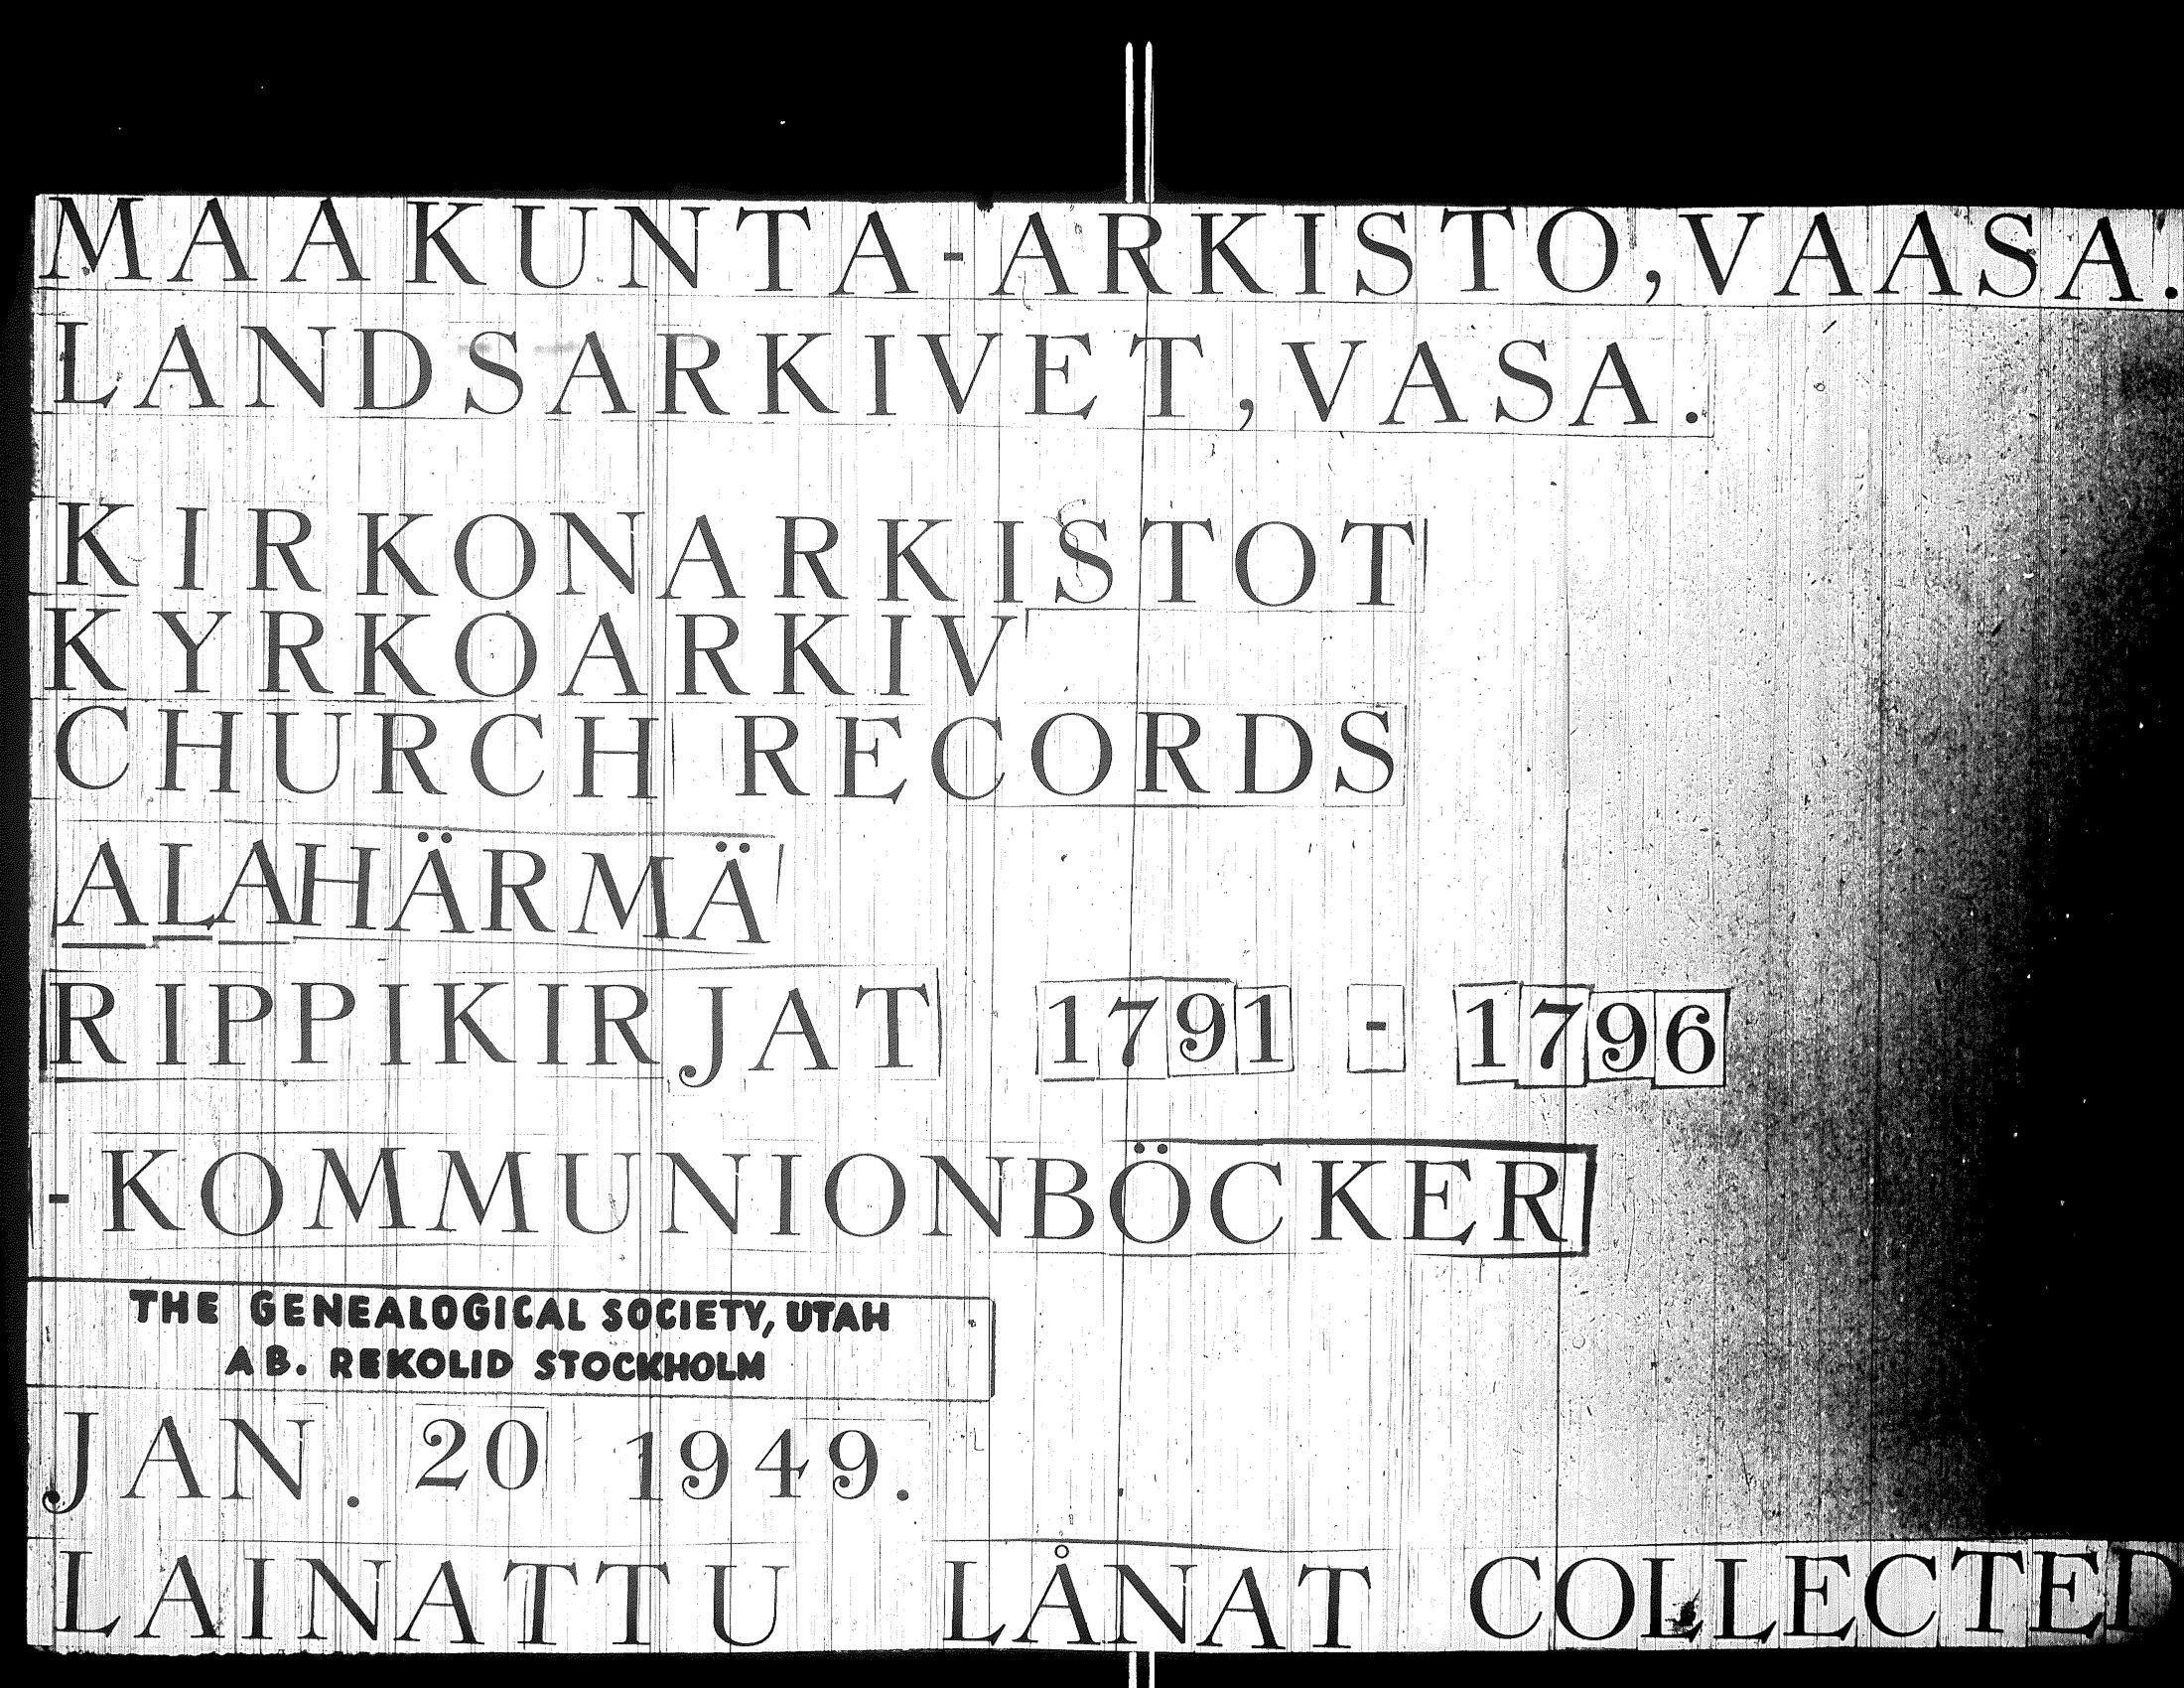 MAAKUNTA-ARKISTO, VAASA.
LANDSARKIVET, VASA.
KIRKONARKISTOT
KYRKOARKIV
CHURCH RECORDS
ALAHÄRMÄ
RIPPIKIRJAT 1791 - 1796
-KOMMUNIONBÖCKER
THE GENEALOGICAL SOCIETY, UTAH
AB. REKOLID STOCKHOLM
JAN. 20 1949.
LAINATTU LÅNAT COLLECTED